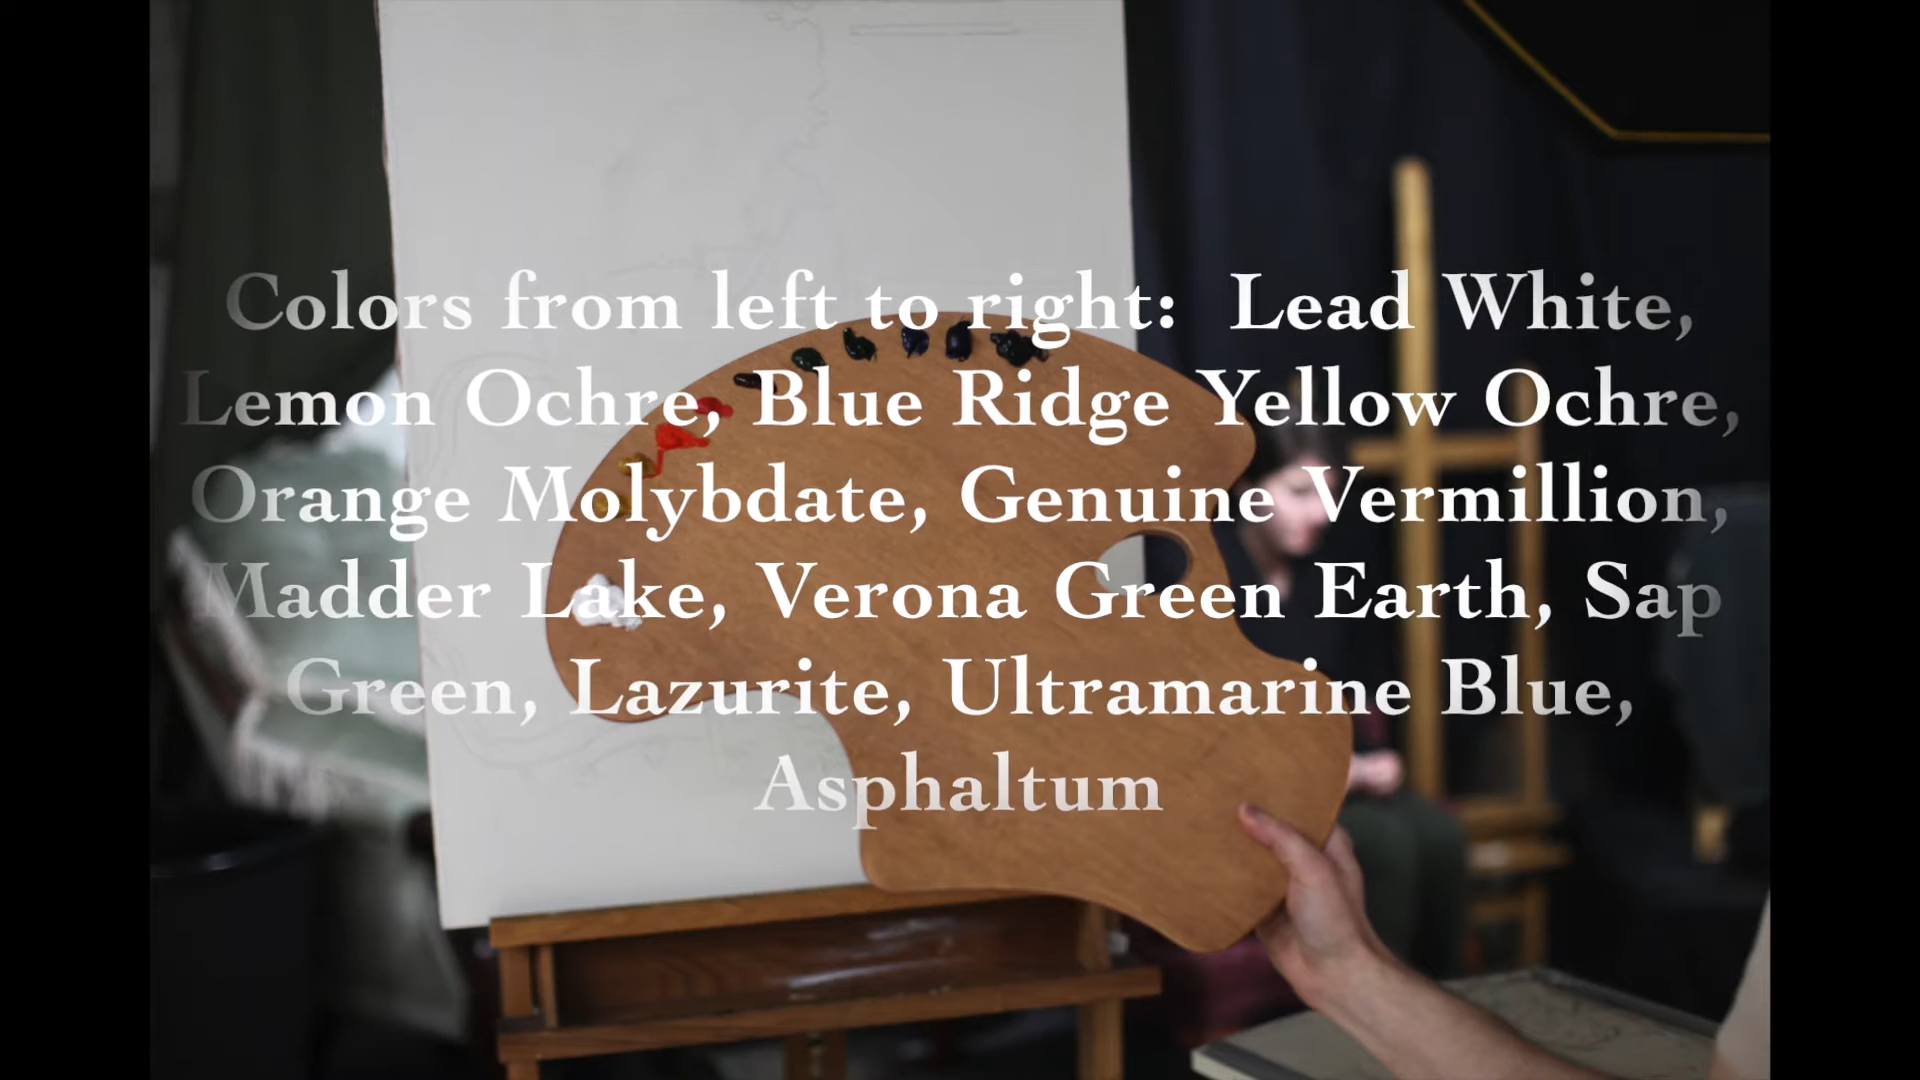 Colors from left to right: Lead White,
Lemon Ochre, Blue Ridge Yellow Ochre,
Orange Molybdate, Genuine Vermillion,
Madder Lake, Verona Green Earth, Sap
Green, Lazurite, Ultramarine Blue,
Asphaltum